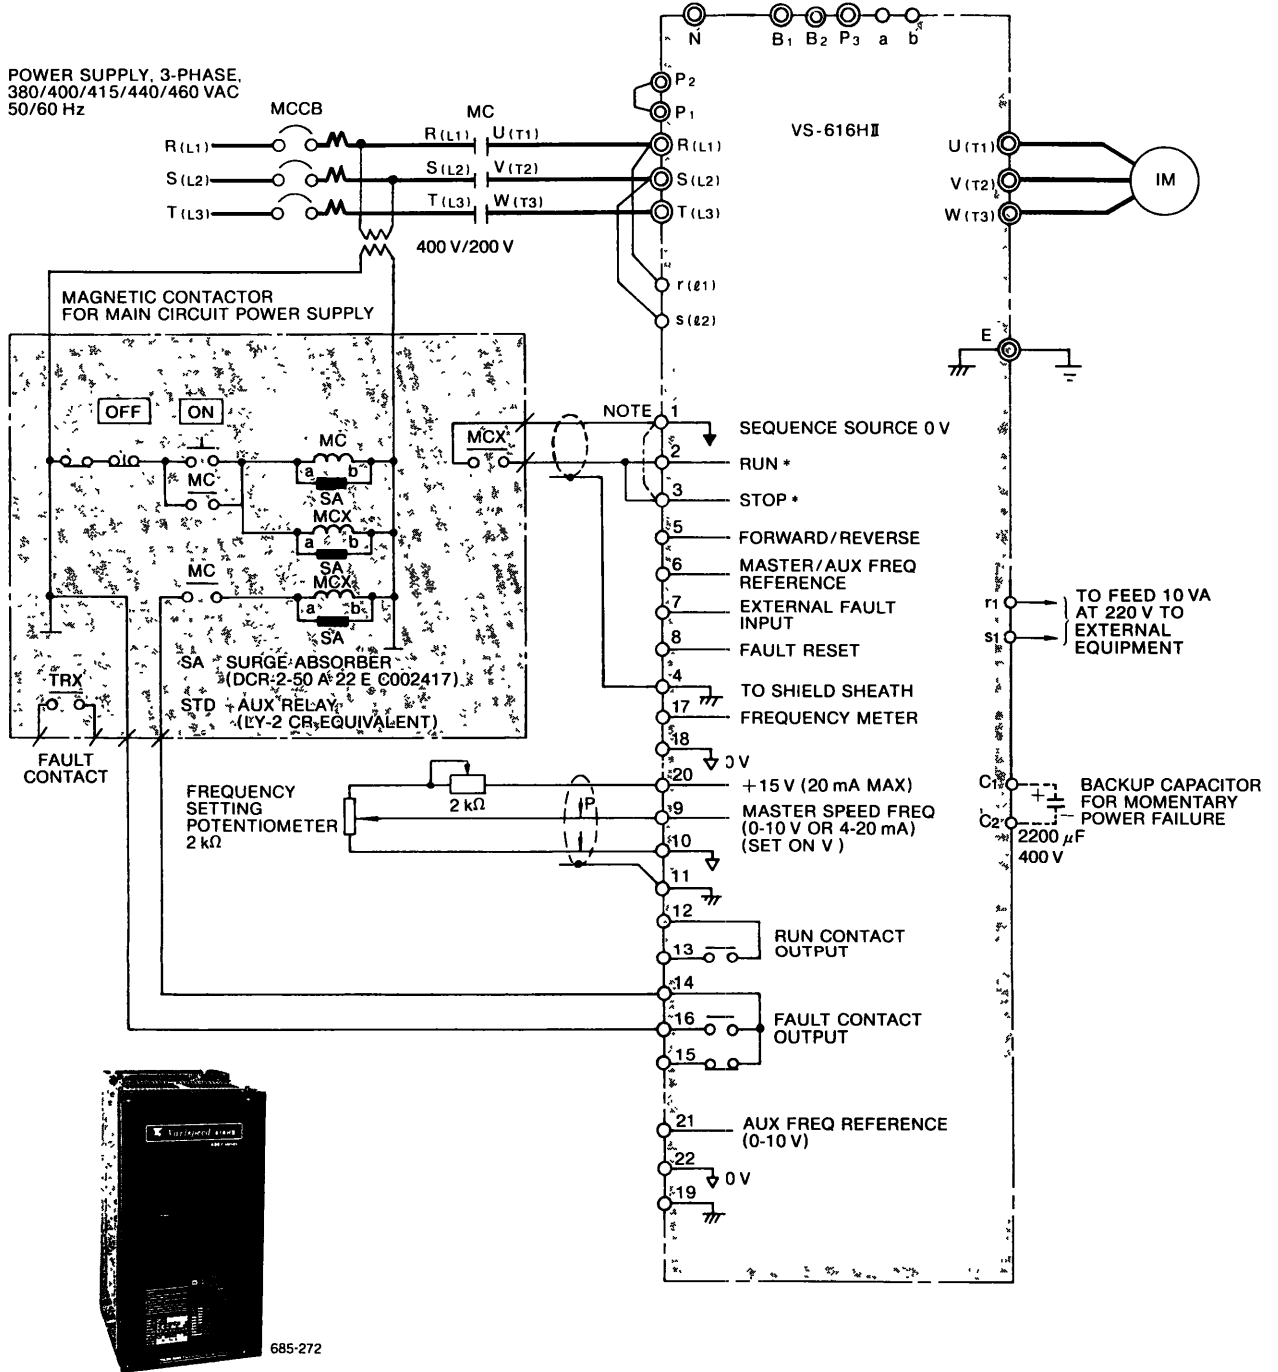 N
B1 B2 P3 a b
P2
P1
POWER SUPPLY, 3-PHASE,
380/400/415/440/460 VAC
50/60 Hz
MCCB
MC
VS-616HII
R(L1) R(L1) U(T1) R(L1)
S(L2) S(L2) V(T2) S(L2)
T(L3) T(L3) W(T3) T(L3)
U(T1)
V(T2)
W(T3)
IM
400 V/200 V
r(ℓ1)
s(ℓ2)
E
MAGNETIC CONTACTOR
FOR MAIN CIRCUIT POWER SUPPLY
OFF ON
MC
a b
SA
MC
MCX
a b
SA
MC
MCX
a b
SA
MCX
SA SURGE ABSORBER
(DCR-2-50 A 22 E C002417)
STD AUX RELAY
(LY-2 CR EQUIVALENT)
TRX
FAULT
CONTACT
NOTE
1 SEQUENCE SOURCE 0 V
2 RUN *
3 STOP *
5 FORWARD/REVERSE
6 MASTER/AUX FREQ
REFERENCE
7 EXTERNAL FAULT
INPUT
8 FAULT RESET
4 TO SHIELD SHEATH
17 FREQUENCY METER
18 0 V
20 +15 V (20 mA MAX)
9 MASTER SPEED FREQ
(0-10 V OR 4-20 mA)
(SET ON V )
10
11
FREQUENCY
SETTING
POTENTIOMETER
2 kΩ
2 kΩ
P
12
13
RUN CONTACT
OUTPUT
14
16
15
FAULT CONTACT
OUTPUT
21 AUX FREQ REFERENCE
(0-10 V)
22 0 V
19
r1
s1
TO FEED 10 VA
AT 220 V TO
EXTERNAL
EQUIPMENT
C1
C2
+
−
BACKUP CAPACITOR
FOR MOMENTARY
POWER FAILURE
2200 μF
400 V
Varispeed
685-272